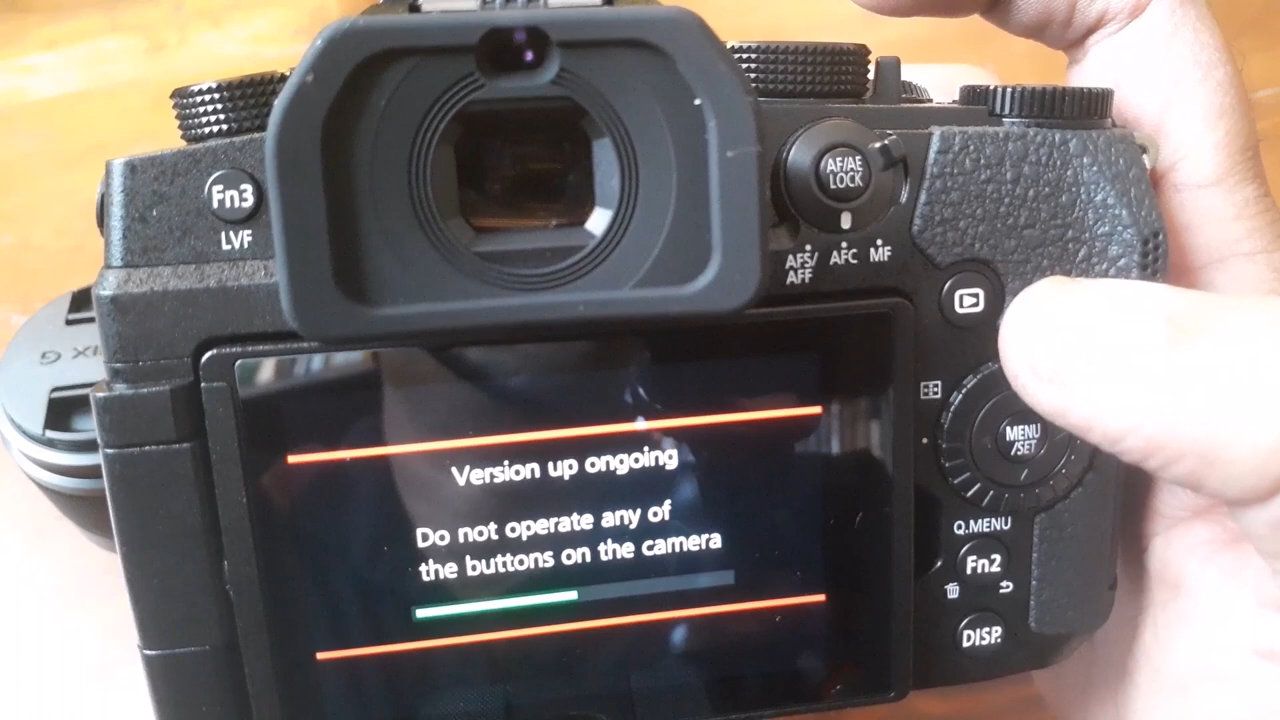 Fn3
LVF
AF/AE
LOCK
AFS/
AFF
AFC
MF
MENU
/SET
Q.MENU
Fn2
DISP.
Version up ongoing
Do not operate any of
the buttons on the camera